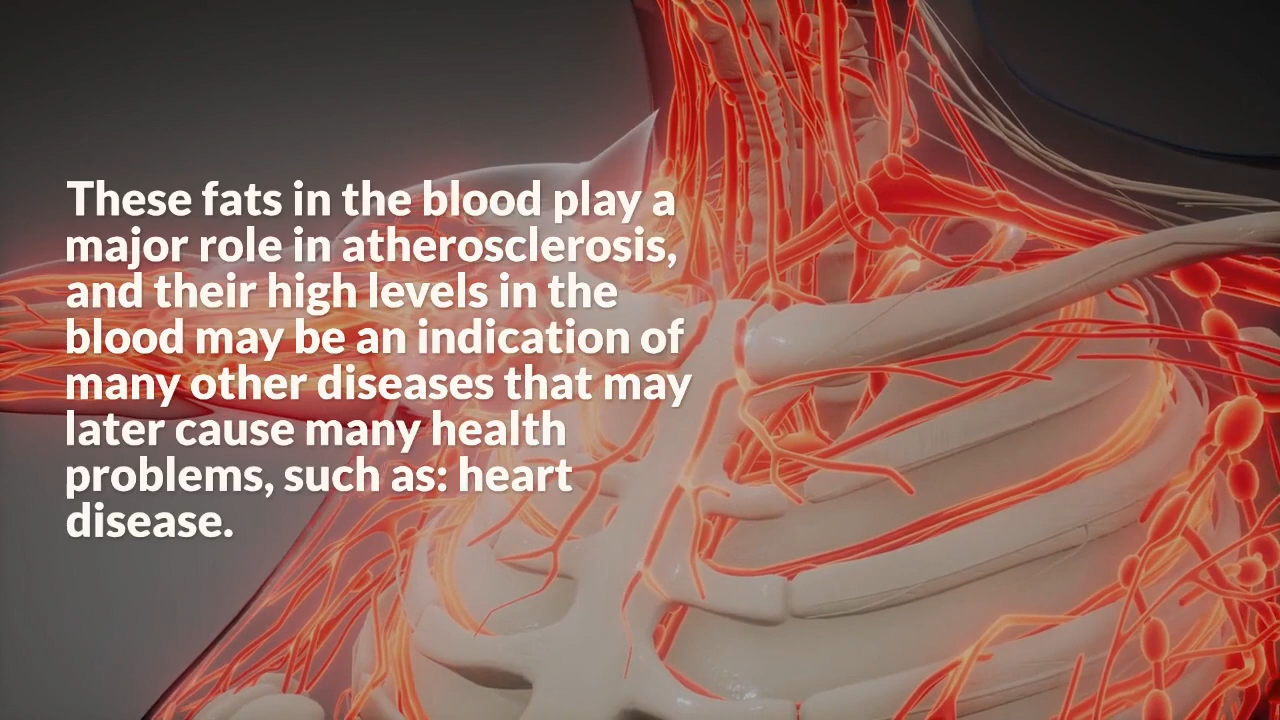 These fats in the blood play a
major role in atherosclerosis,
and their high levels in the
blood may be an indication of
many other diseases that may
later cause many health
problems, such as: heart
disease.